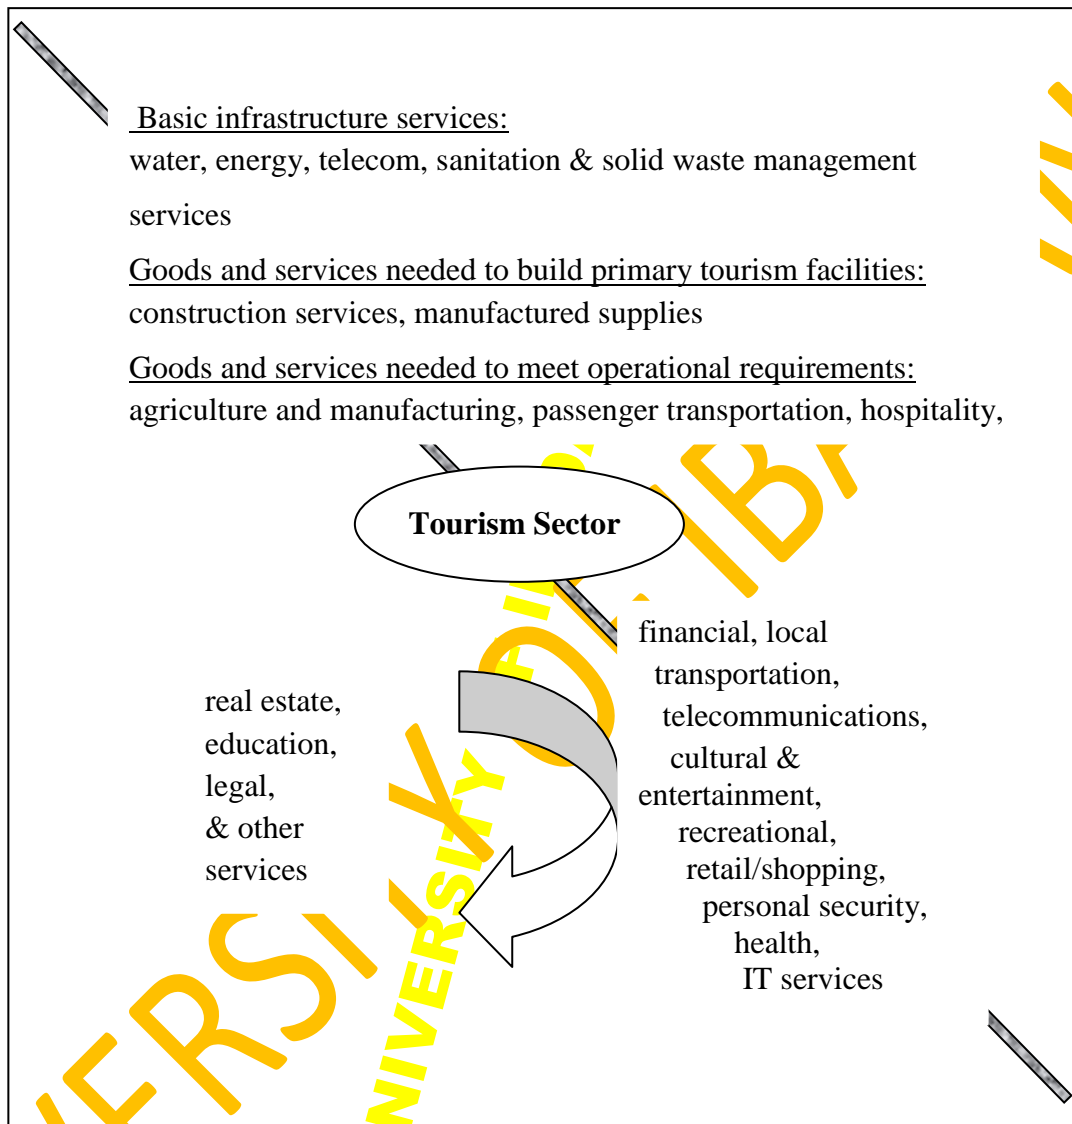 Basic infrastructure services:
water, energy, telecom, sanitation & solid waste management
services
Goods and services needed to build primary tourism facilities:
construction services, manufactured supplies
Goods and services needed to meet operational requirements:
agriculture and manufacturing, passenger transportation, hospitality,
Tourism Sector
financial, local
transportation,
telecommunications,
cultural &
entertainment,
recreational,
retail/shopping,
personal security,
health,
IT services
real estate,
education,
legal,
& other
services
UNIVERSITY